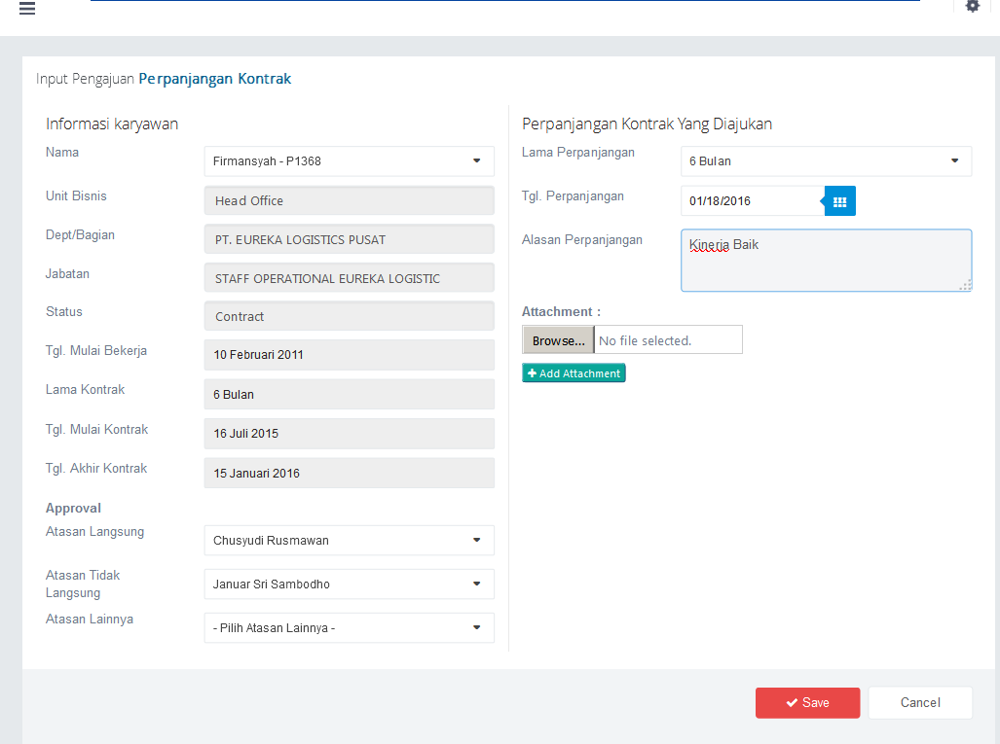 Input Pengajuan Perpanjangan Kontrak
Informasi karyawan
Nama
Firmansyah - P1368
Unit Bisnis
Head Office
Dept/Bagian
PT. EUREKA LOGISTICS PUSAT
Jabatan
STAFF OPERATIONAL EUREKA LOGISTIC
Status
Contract
Tgl. Mulai Bekerja
10 Februari 2011
Lama Kontrak
6 Bulan
Tgl. Mulai Kontrak
16 Juli 2015
Tgl. Akhir Kontrak
15 Januari 2016
Approval
Atasan Langsung
Chusyudi Rusmawan
Atasan Tidak
Langsung
Januar Sri Sambodho
Atasan Lainnya
- Pilih Atasan Lainnya -
Perpanjangan Kontrak Yang Diajukan
Lama Perpanjangan
6 Bulan
Tgl. Perpanjangan
01/18/2016
Alasan Perpanjangan
Kinerja Baik
Attachment :
Browse... No file selected.
Add Attachment
Save
Cancel